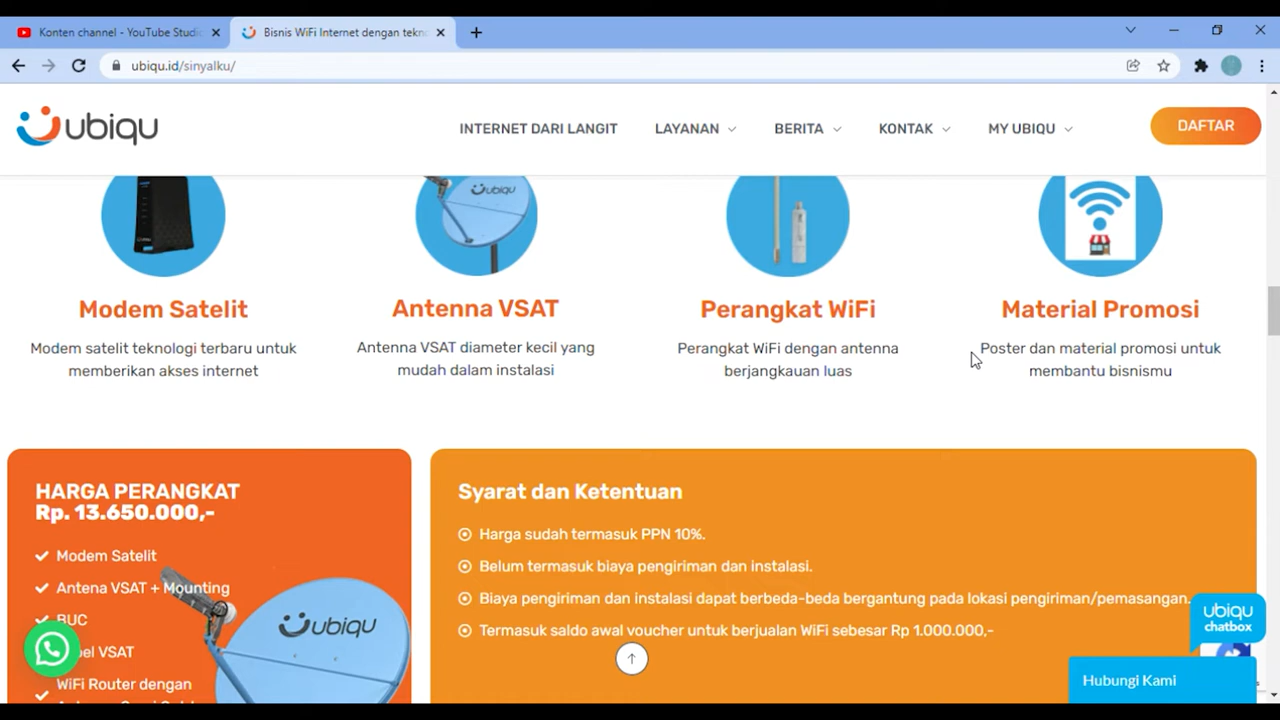 Konten channel - YouTube Studi
Bisnis WiFi Internet dengan tekn
ubiqu.id/sinyalku/
ubiqu
INTERNET DARI LANGIT
LAYANAN
BERITA
KONTAK
MY UBIQU
DAFTAR
ubiqu
Modem Satelit
Modem satelit teknologi terbaru untuk
memberikan akses internet
Antenna VSAT
Antenna VSAT diameter kecil yang
mudah dalam instalasi
Perangkat WiFi
Perangkat WiFi dengan antenna
berjangkauan luas
Material Promosi
Poster dan material promosi untuk
membantu bisnismu
HARGA PERANGKAT
Rp. 13.650.000,-
Modem Satelit
Antena VSAT + Mounting
BUC
el VSAT
WiFi Router dengan
ubiqu
Syarat dan Ketentuan
Harga sudah termasuk PPN 10%.
Belum termasuk biaya pengiriman dan instalasi.
Biaya pengiriman dan instalasi dapat berbeda-beda bergantung pada lokasi pengiriman/pemasangan.
Termasuk saldo awal voucher untuk berjualan WiFi sebesar Rp 1.000.000,-
ubiqu
chatbox
Hubungi Kami